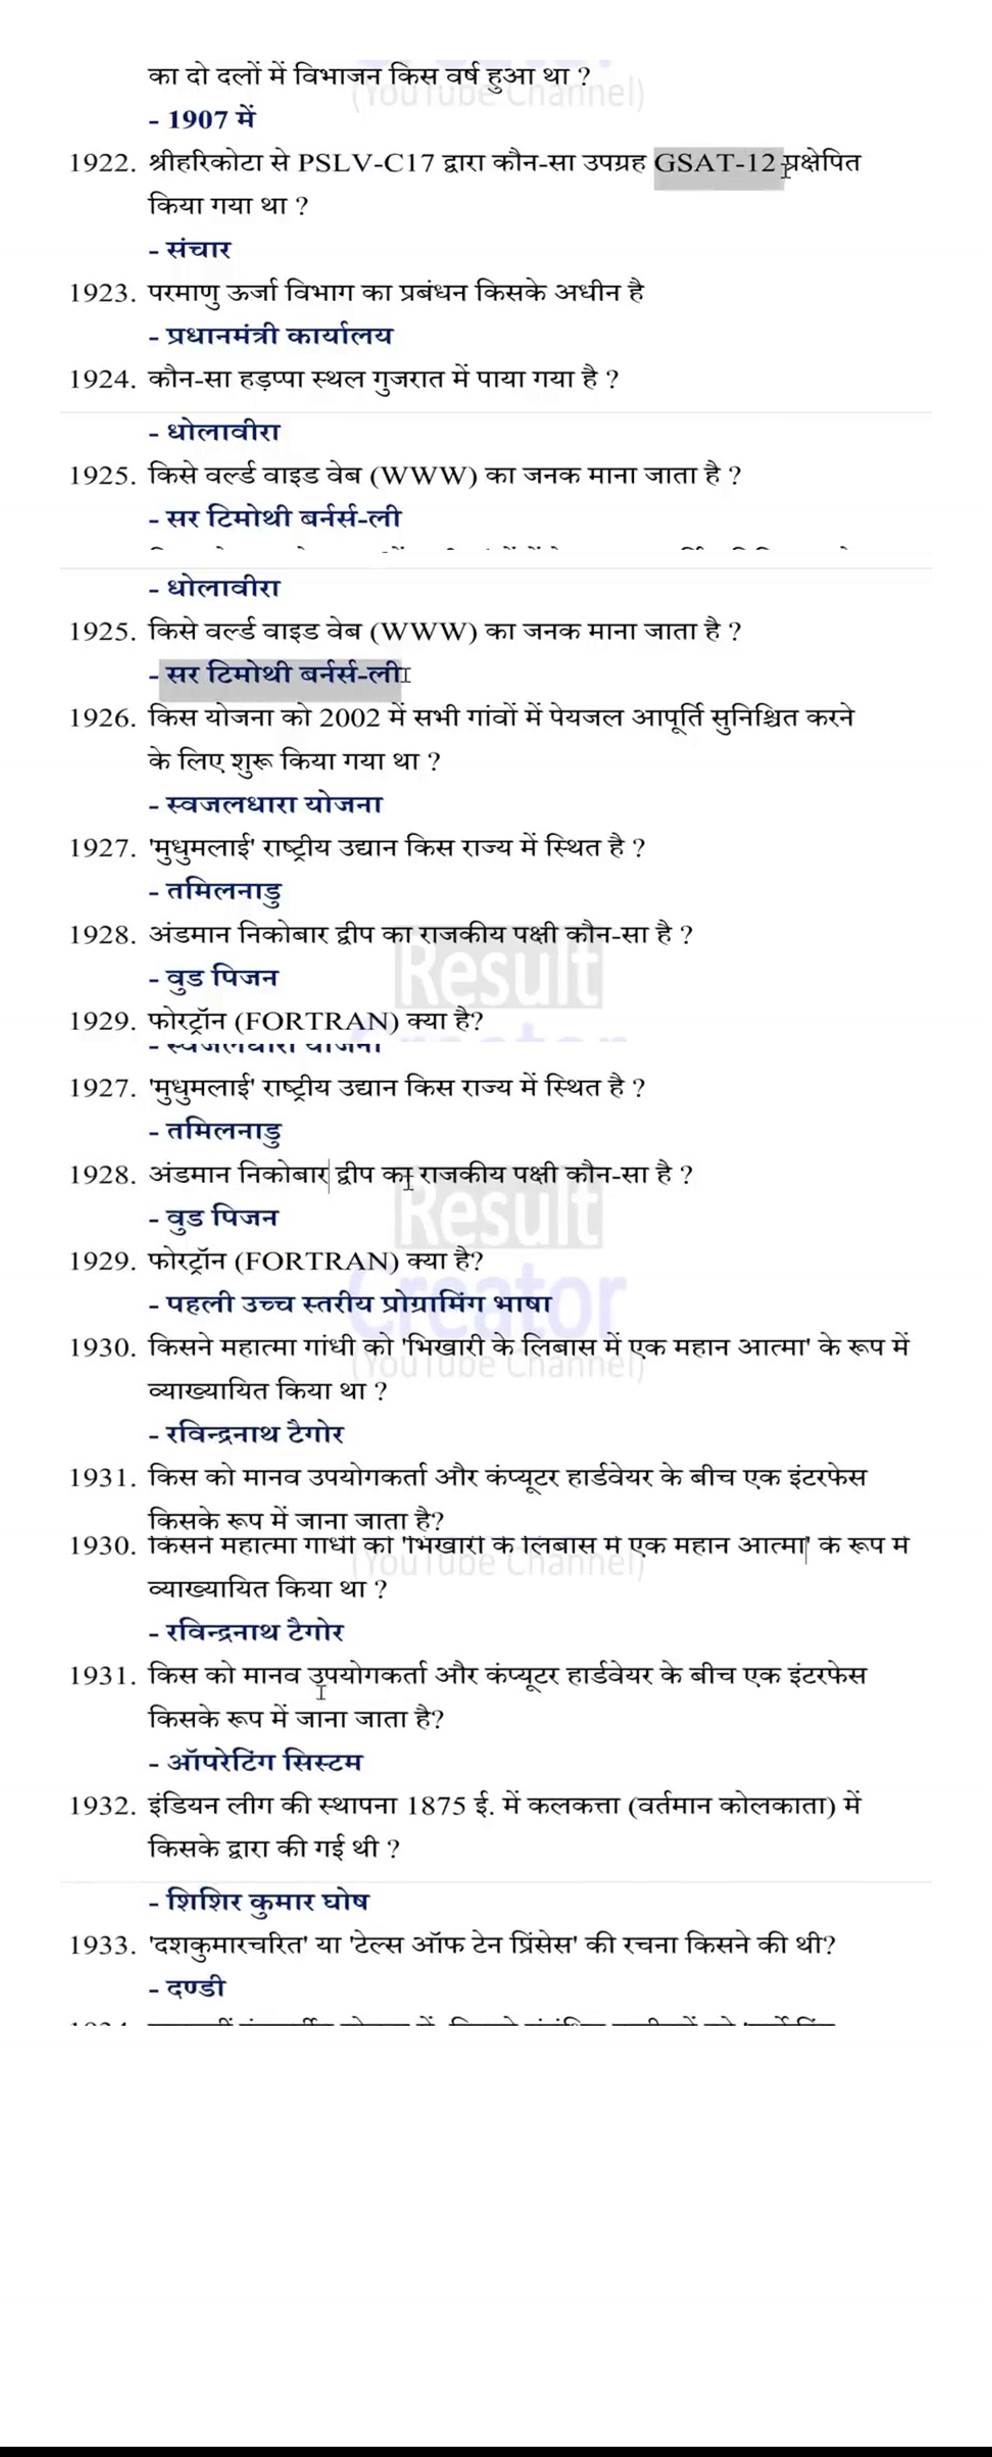 का दो दलों में विभाजन किस वर्ष हुआ था ?
(YouTube Channel)
- 1907 में
1922. श्रीहरिकोटा से PSLV-C17 द्वारा कौन-सा उपग्रह GSAT-12 प्रक्षेपित
किया गया था ?
- संचार
1923. परमाणु ऊर्जा विभाग का प्रबंधन किसके अधीन है
- प्रधानमंत्री कार्यालय
1924. कौन-सा हड़प्पा स्थल गुजरात में पाया गया है ?
- धोलावीरा
1925. किसे वर्ल्ड वाइड वेब (WWW) का जनक माना जाता है ?
- सर टिमोथी बर्नर्स-ली
- धोलावीरा
1925. किसे वर्ल्ड वाइड वेब (WWW) का जनक माना जाता है ?
- सर टिमोथी बर्नर्स-ली
1926. किस योजना को 2002 में सभी गांवों में पेयजल आपूर्ति सुनिश्चित करने
के लिए शुरू किया गया था ?
- स्वजलधारा योजना
1927. 'मुधुमलाई' राष्ट्रीय उद्यान किस राज्य में स्थित है ?
- तमिलनाडु
1928. अंडमान निकोबार द्वीप का राजकीय पक्षी कौन-सा है ?
Result
- वुड पिजन
1929. फोरट्रॉन (FORTRAN) क्या है?
- स्वजलधारा योजना
1927. 'मुधुमलाई' राष्ट्रीय उद्यान किस राज्य में स्थित है ?
- तमिलनाडु
1928. अंडमान निकोबार द्वीप का राजकीय पक्षी कौन-सा है ?
Result
- वुड पिजन
1929. फोरट्रॉन (FORTRAN) क्या है?
Creator
- पहली उच्च स्तरीय प्रोग्रामिंग भाषा
1930. किसने महात्मा गांधी को 'भिखारी के लिबास में एक महान आत्मा' के रूप में
(YouTube Channel)
व्याख्यायित किया था ?
- रविन्द्रनाथ टैगोर
1931. किस को मानव उपयोगकर्ता और कंप्यूटर हार्डवेयर के बीच एक इंटरफेस
किसके रूप में जाना जाता है?
1930. किसने महात्मा गांधी को 'भिखारी के लिबास में एक महान आत्मा' के रूप में
(YouTube Channel)
व्याख्यायित किया था ?
- रविन्द्रनाथ टैगोर
1931. किस को मानव उपयोगकर्ता और कंप्यूटर हार्डवेयर के बीच एक इंटरफेस
किसके रूप में जाना जाता है?
- ऑपरेटिंग सिस्टम
1932. इंडियन लीग की स्थापना 1875 ई. में कलकत्ता (वर्तमान कोलकाता) में
किसके द्वारा की गई थी ?
- शिशिर कुमार घोष
1933. 'दशकुमारचरित' या 'टेल्स ऑफ टेन प्रिंसेस' की रचना किसने की थी?
- दण्डी